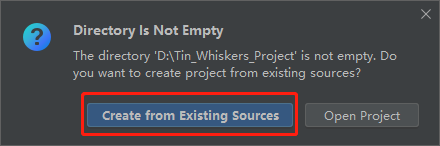 Directory Is Not Empty
The directory 'D:\Tin_Whiskers_Project' is not empty. Do
you want to create project from existing sources?
Create from Existing Sources
Open Project